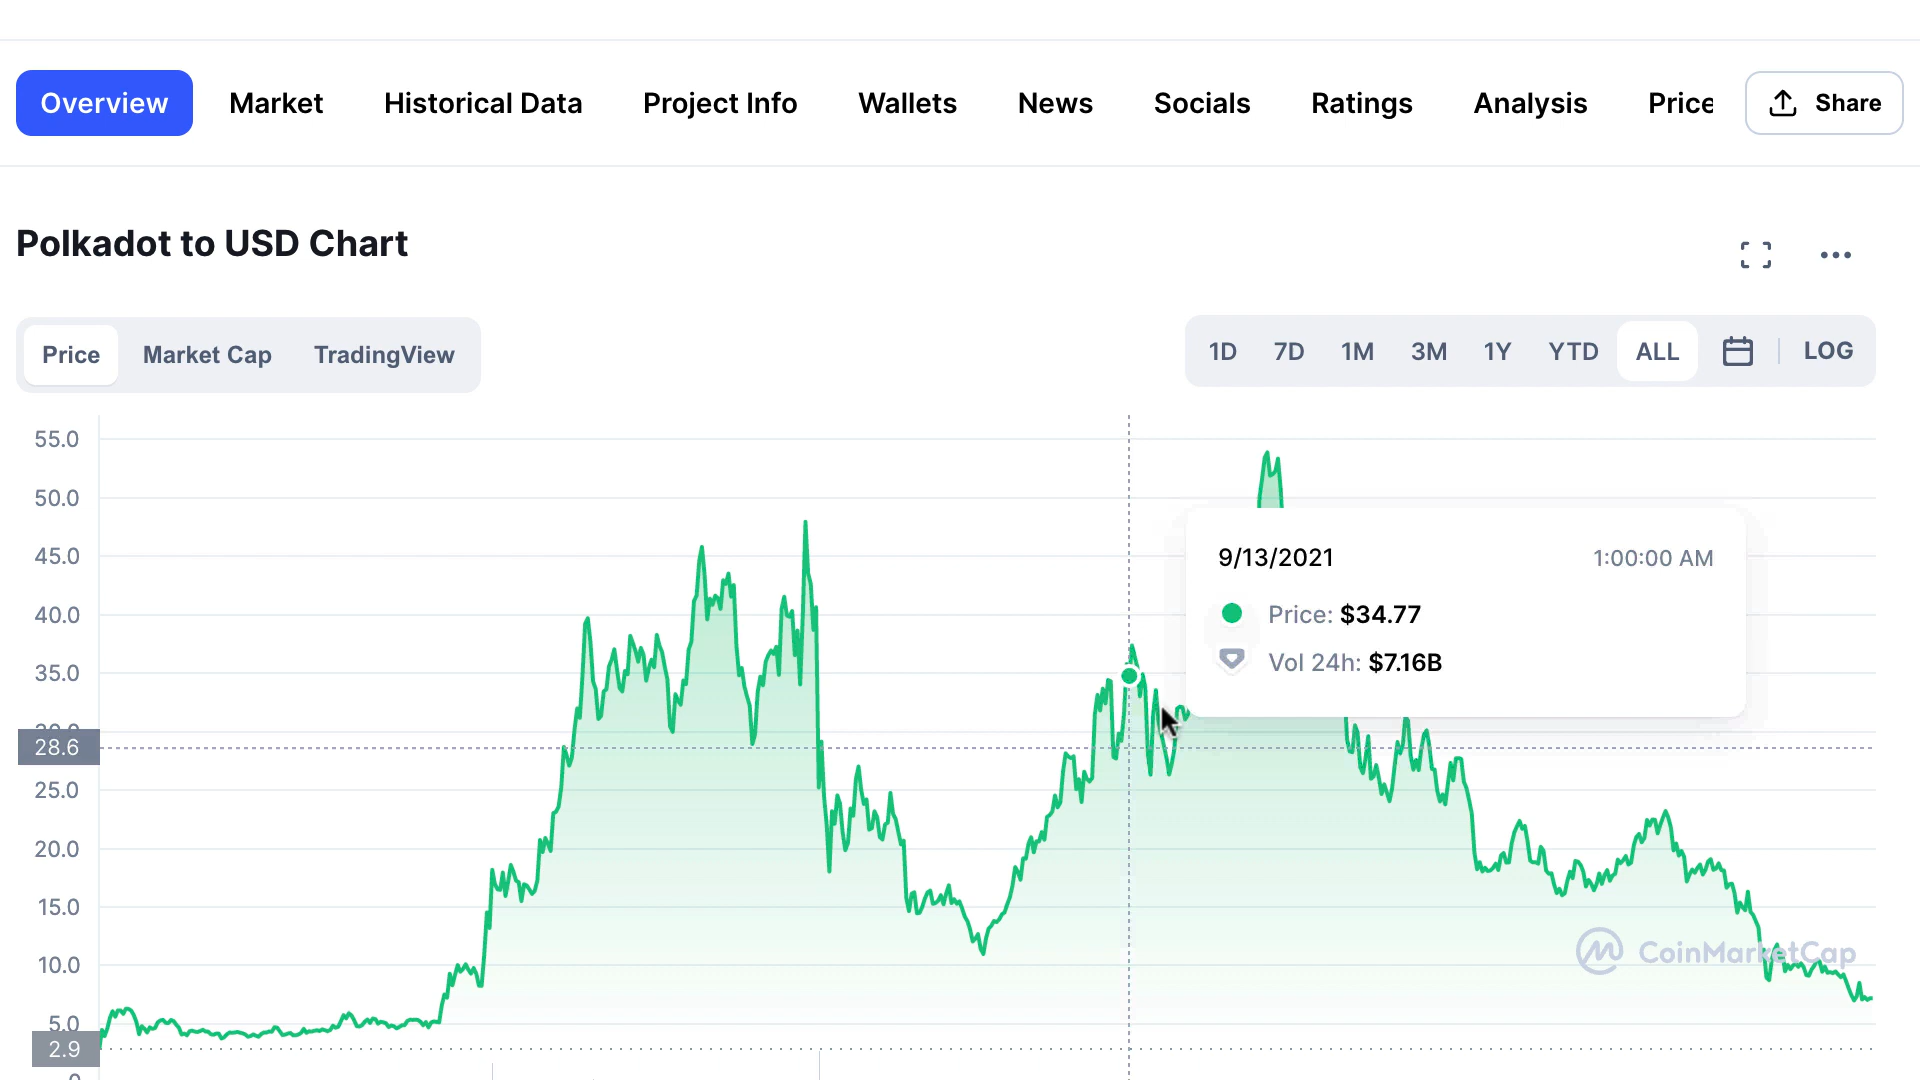 Overview Market Historical Data Project Info Wallets News Socials Ratings Analysis Price Share
Polkadot to USD Chart
Price Market Cap TradingView 1D 7D 1M 3M 1Y YTD ALL LOG
55.0
50.0
45.0
9/13/2021 1:00:00 AM
40.0
Price: $34.77
Vol 24h: $7.16B
35.0
28.6
25.0
20.0
15.0
CoinMarketCap
10.0
5.0
2.9